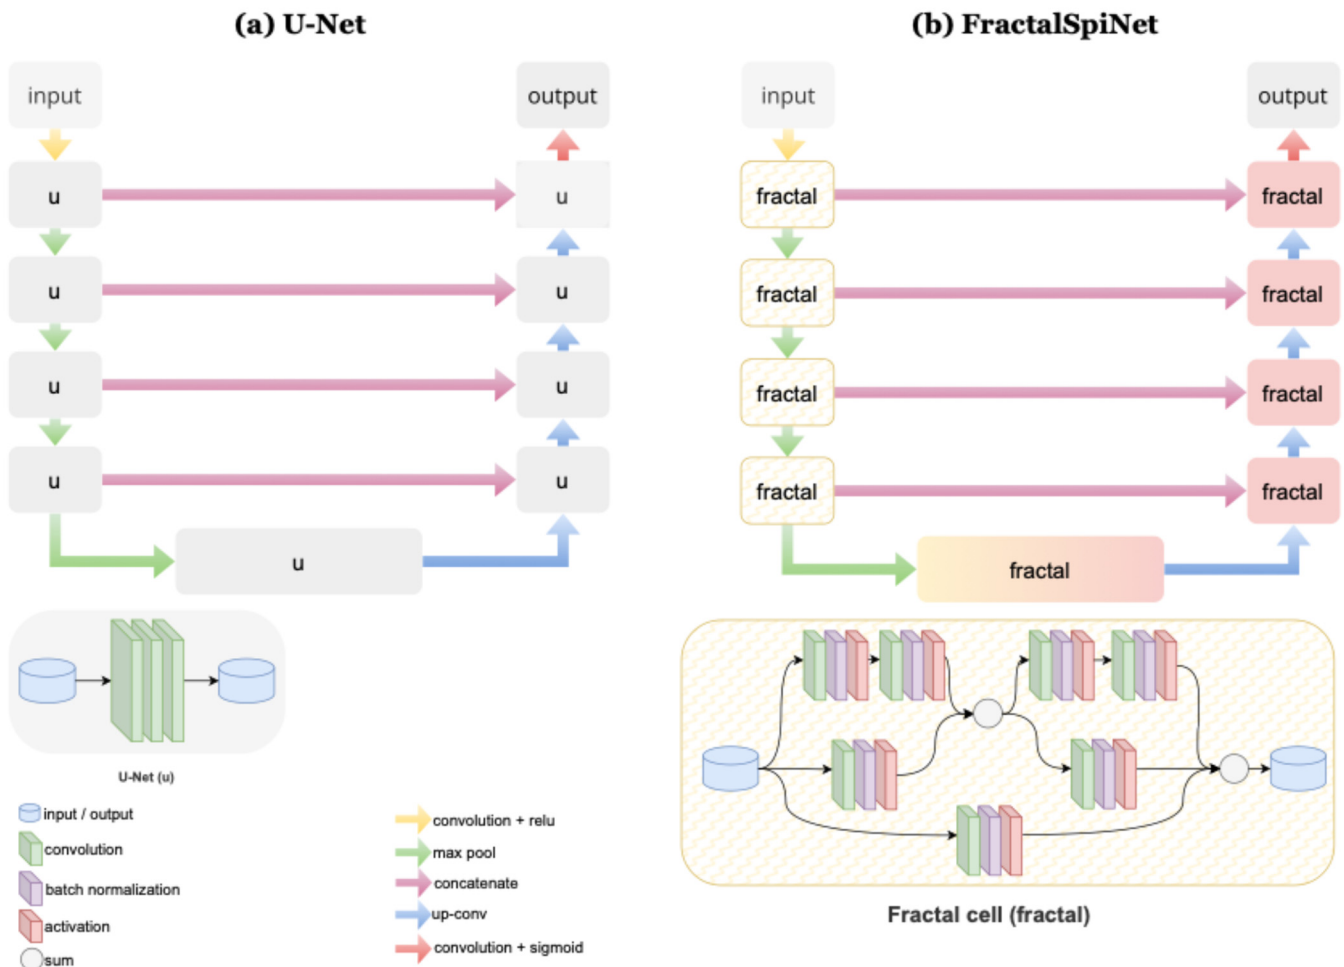 (a) U-Net
input
output
u
u
u
u
u
u
u
u
u
U-Net (u)
input / output
convolution
batch normalization
activation
sum
convolution + relu
max pool
concatenate
up-conv
convolution + sigmoid
(b) FractalSpiNet
input
output
fractal
fractal
fractal
fractal
fractal
fractal
fractal
fractal
fractal
Fractal cell (fractal)